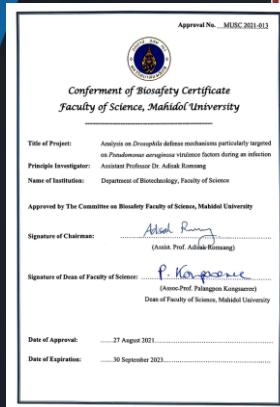 Approval No. MUSC 2021-013
Conferment of Biosafety Certificate
Faculty of Science, Mahidol University
Title of Project: Analysis on Drosophila defense mechanisms particularly targeted
on Pseudomonas aeruginosa virulence factors during an infection
Principle Investigator: Assistant Professor Dr. Adisak Romsang
Name of Institution: Department of Biotechnology, Faculty of Science
Approved by The Committee on Biosafety Faculty of Science, Mahidol University
Signature of Chairman:
(Assist. Prof. Adisak Romsang)
Signature of Dean of Faculty of Science:
(Assoc.Prof. Palangpon Kongsaeree)
Dean of Faculty of Science, Mahidol University
Date of Approval: 27 August 2021
Date of Expiration: 30 September 2023